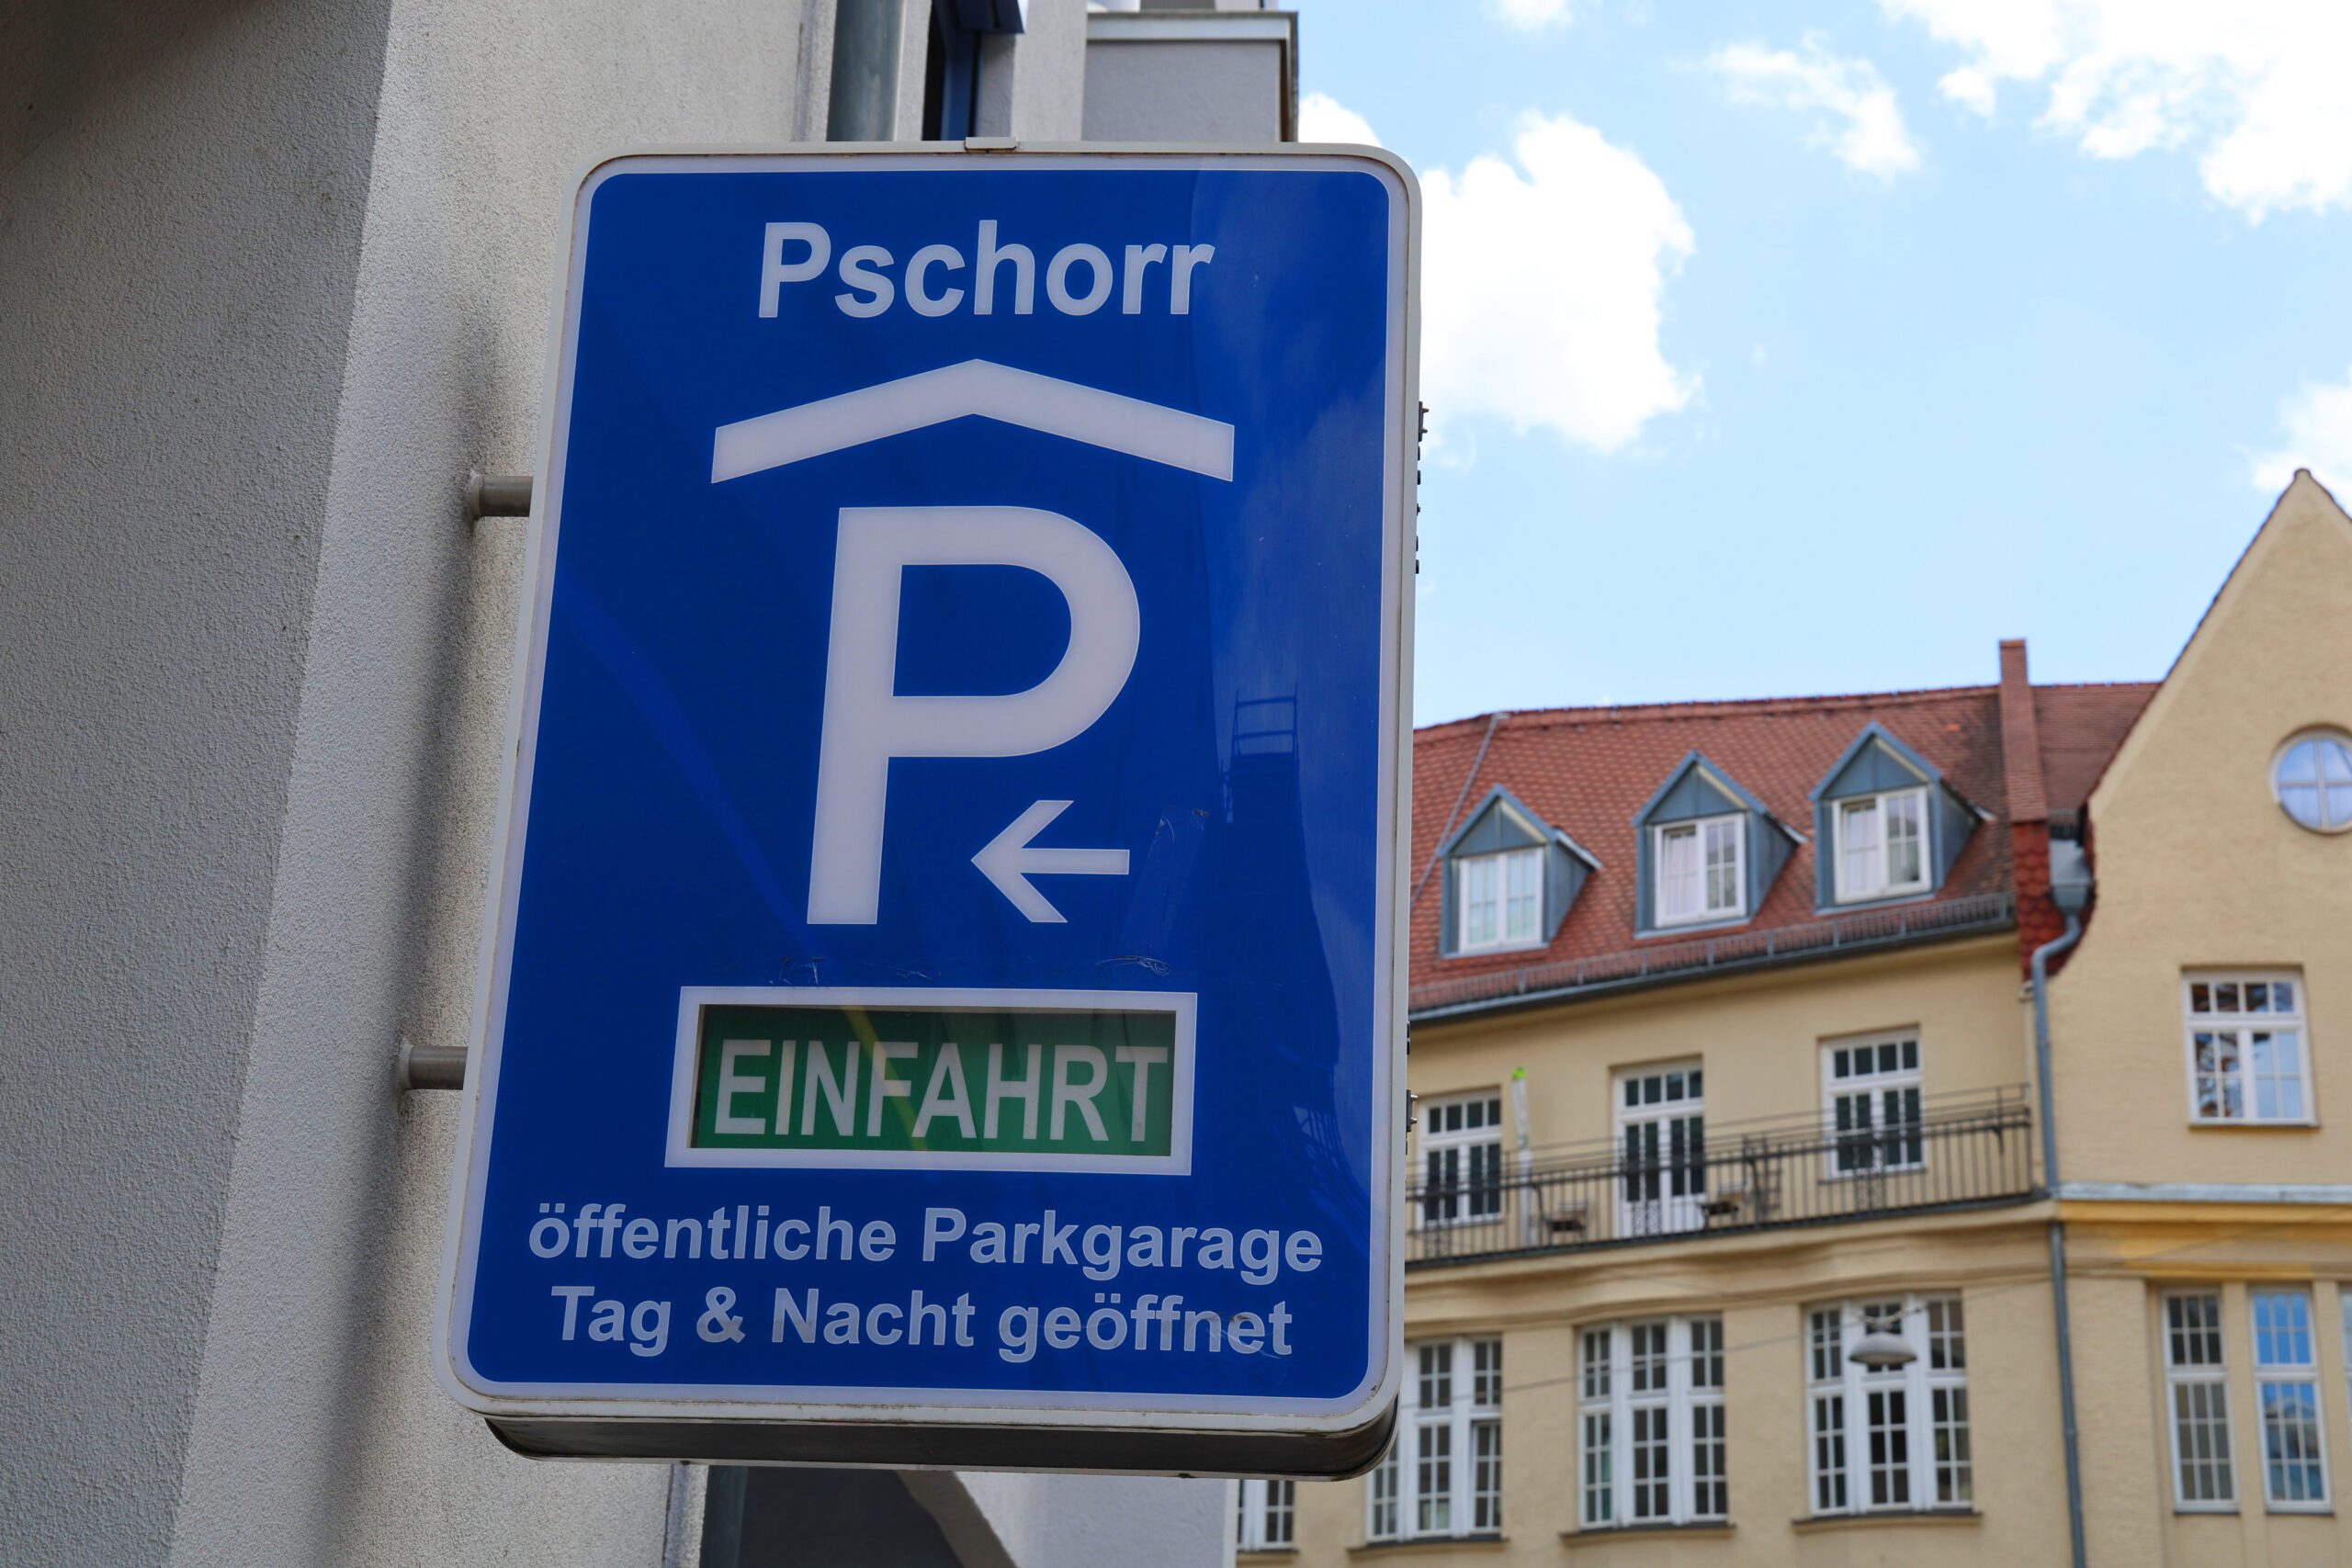 Pschorr
P
EINFAHRT
öffentliche Parkgarage
Tag & Nacht geöffnet